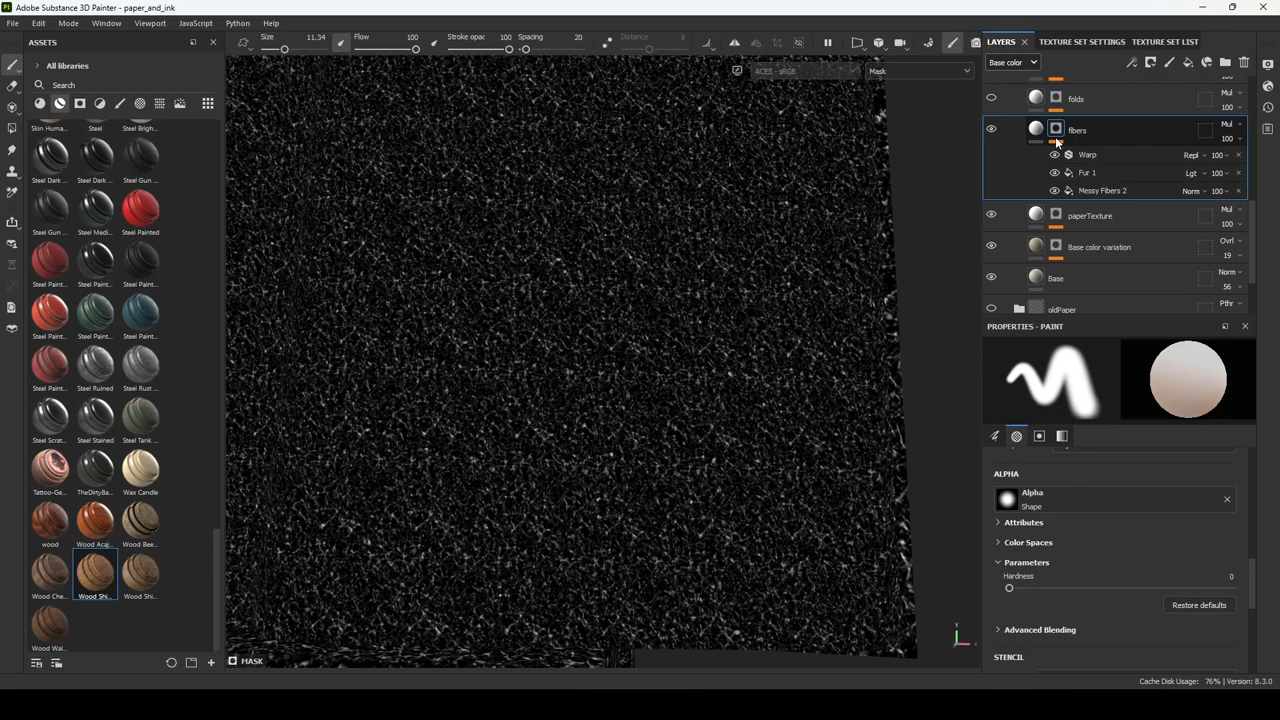 Adobe Substance 3D Painter - paper_and_ink
File Edit Mode Window Viewport JavaScript Python Help
ASSETS
Size 11.34 Flow 100 Stroke opa: 100 Spacing 20 Distance 8
LAYERS TEXTURE SET SETTINGS TEXTURE SET LIST
Base color
All libraries
ACES - sRGB
Mask
Search
100
folds Mul 100
Skin Huma... Steel Steel Brigh...
fibers Mul 100
Warp Repl 100
Fur 1 Lgt 100
Messy Fibers 2 Norm 100
Steel Dark ... Steel Dark ... Steel Gun ...
paperTexture Mul 100
Steel Gun ... Steel Medi... Steel Painted
Base color variation Ovrl 19
Base Norm 56
Steel Paint... Steel Paint... Steel Paint...
oldPaper Pthr
PROPERTIES - PAINT
Steel Paint... Steel Paint... Steel Paint...
Steel Paint... Steel Ruined Steel Rust ...
Steel Scrat... Steel Stained Steel Tank ...
ALPHA
Alpha
Shape
Tattoo-Ge... TheDirtyBa... Wax Candle
Attributes
Color Spaces
wood Wood Acaj... Wood Bee...
Parameters
Hardness 0
Wood Che... Wood Shi... Wood Shi...
Restore defaults
Advanced Blending
Wood Wal...
Y
STENCIL
MASK
Cache Disk Usage: 76% | Version: 8.3.0